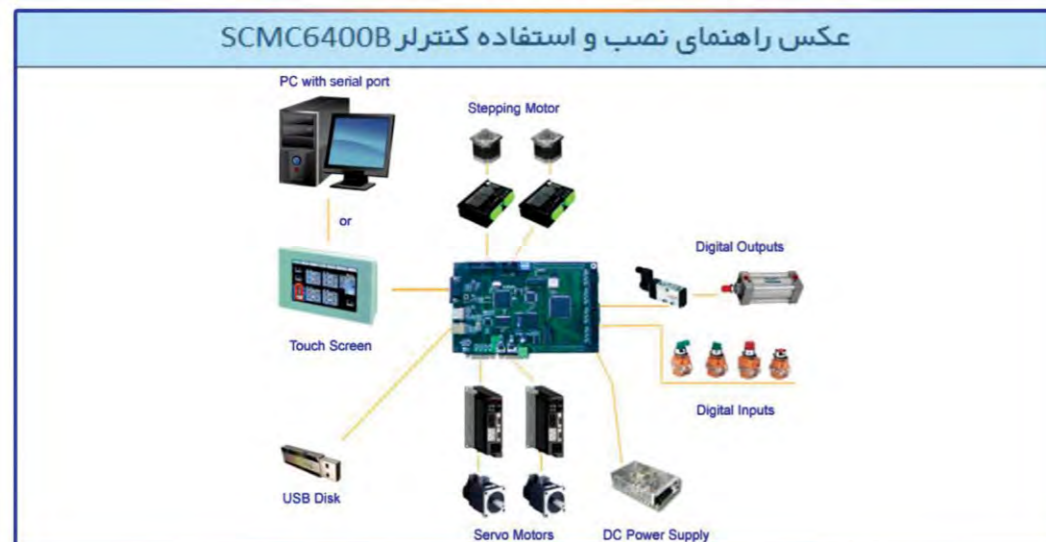 عکس راهنمای نصب و استفاده کنترلر SCMC6400B
PC with serial port
Stepping Motor
or
Digital Outputs
Touch Screen
Digital Inputs
USB Disk
Servo Motors
DC Power Supply